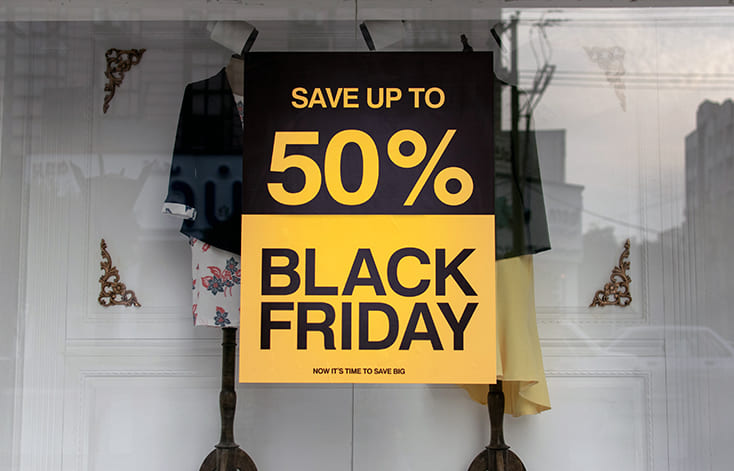 SAVE UP TO
50%
BLACK
FRIDAY
NOW IT'S TIME TO SAVE BIG